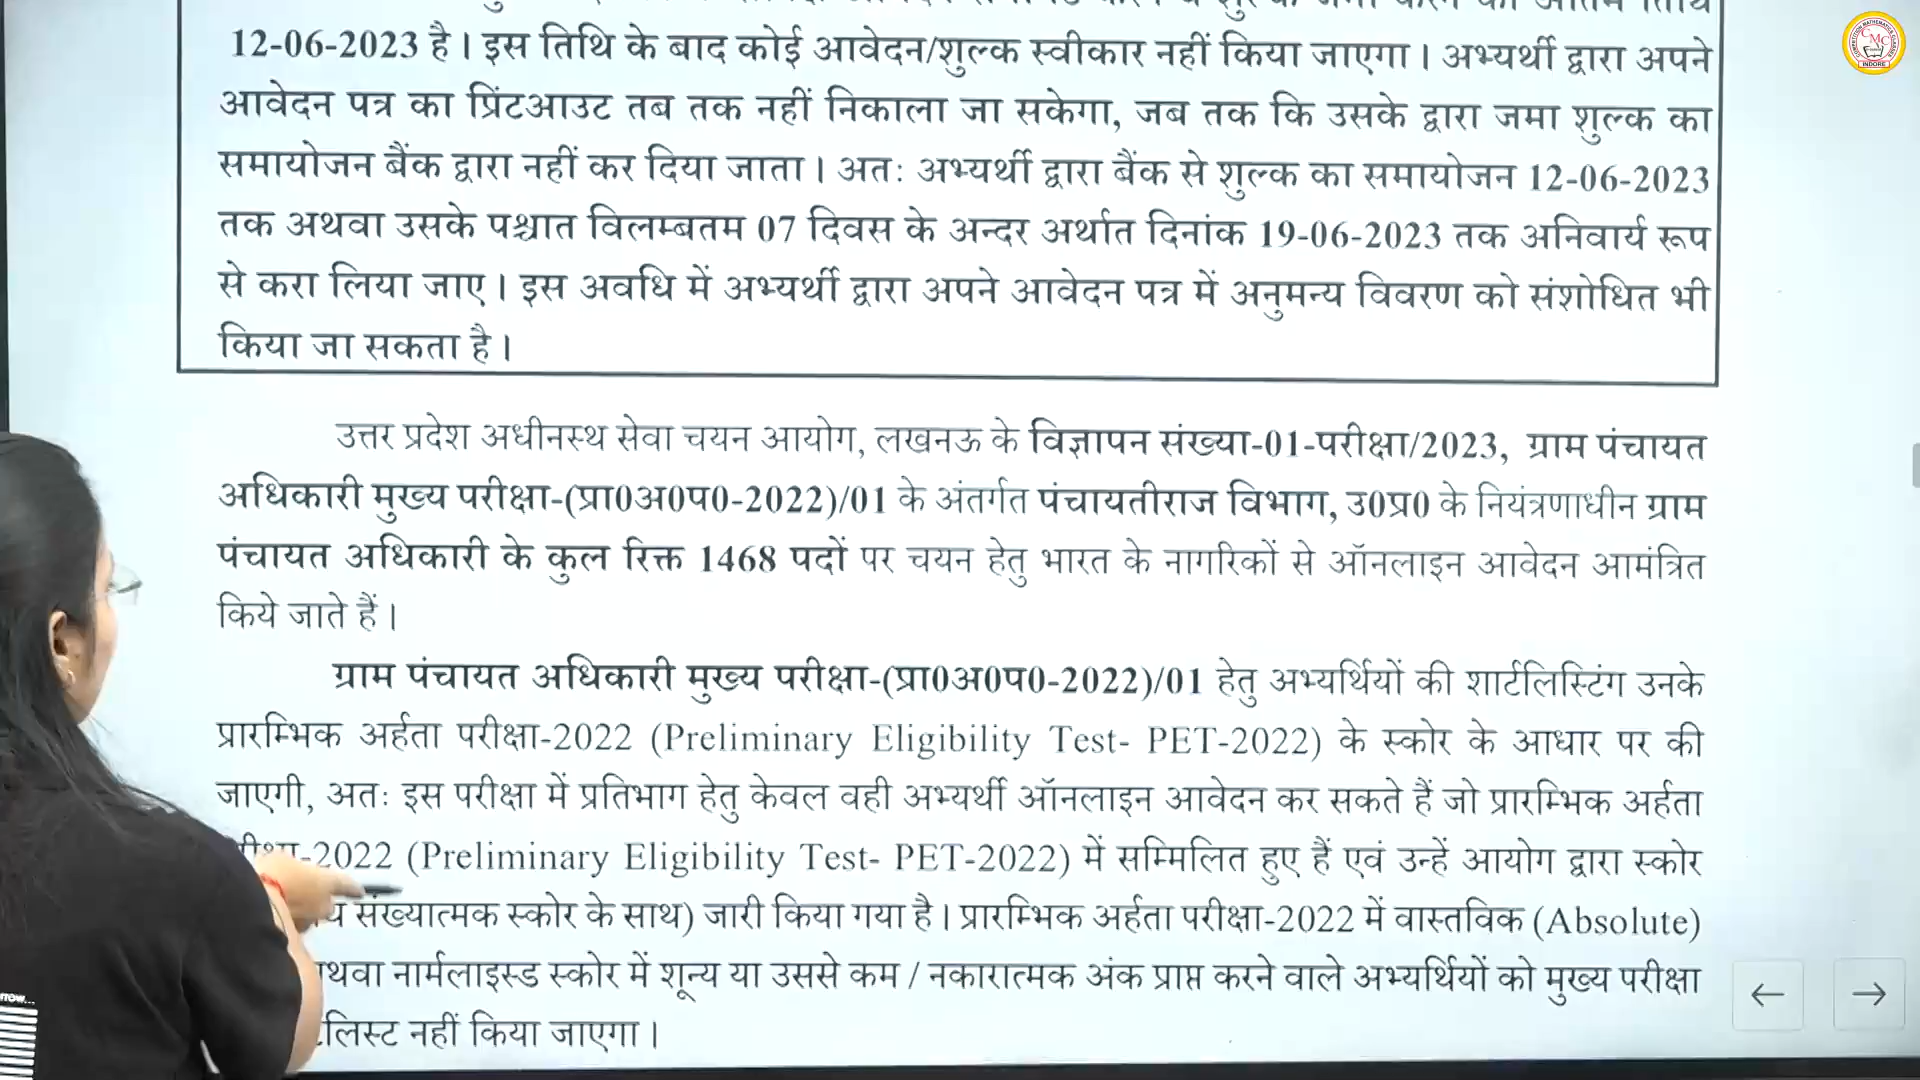 12-06-2023 है। इस तिथि के बाद कोई आवेदन/शुल्क स्वीकार नहीं किया जाएगा। अभ्यर्थी द्वारा अपने
आवेदन पत्र का प्रिंटआउट तब तक नहीं निकाला जा सकेगा, जब तक कि उसके द्वारा जमा शुल्क का
समायोजन बैंक द्वारा नहीं कर दिया जाता। अतः अभ्यर्थी द्वारा बैंक से शुल्क का समायोजन 12-06-2023
तक अथवा उसके पश्चात विलम्बतम 07 दिवस के अन्दर अर्थात दिनांक 19-06-2023 तक अनिवार्य रूप
से करा लिया जाए। इस अवधि में अभ्यर्थी द्वारा अपने आवेदन पत्र में अनुमन्य विवरण को संशोधित भी
किया जा सकता है।
उत्तर प्रदेश अधीनस्थ सेवा चयन आयोग, लखनऊ के विज्ञापन संख्या-01-परीक्षा/2023, ग्राम पंचायत
अधिकारी मुख्य परीक्षा-(प्रा0अ0प0-2022)/01 के अंतर्गत पंचायतीराज विभाग, उ0प्र0 के नियंत्रणाधीन ग्राम
पंचायत अधिकारी के कुल रिक्त 1468 पदों पर चयन हेतु भारत के नागरिकों से ऑनलाइन आवेदन आमंत्रित
किये जाते हैं।
ग्राम पंचायत अधिकारी मुख्य परीक्षा-(प्रा0अ0प0-2022)/01 हेतु अभ्यर्थियों की शार्टलिस्टिंग उनके
प्रारम्भिक अर्हता परीक्षा-2022 (Preliminary Eligibility Test- PET-2022) के स्कोर के आधार पर की
जाएगी, अतः इस परीक्षा में प्रतिभाग हेतु केवल वही अभ्यर्थी ऑनलाइन आवेदन कर सकते हैं जो प्रारम्भिक अर्हता
-2022 (Preliminary Eligibility Test- PET-2022) में सम्मिलित हुए हैं एवं उन्हें आयोग द्वारा स्कोर
संख्यात्मक स्कोर के साथ) जारी किया गया है। प्रारम्भिक अर्हता परीक्षा-2022 में वास्तविक (Absolute)
नार्मलाइस्ड स्कोर में शून्य या उससे कम / नकारात्मक अंक प्राप्त करने वाले अभ्यर्थियों को मुख्य परीक्षा
नहीं किया जाएगा।
CMC
INDORE